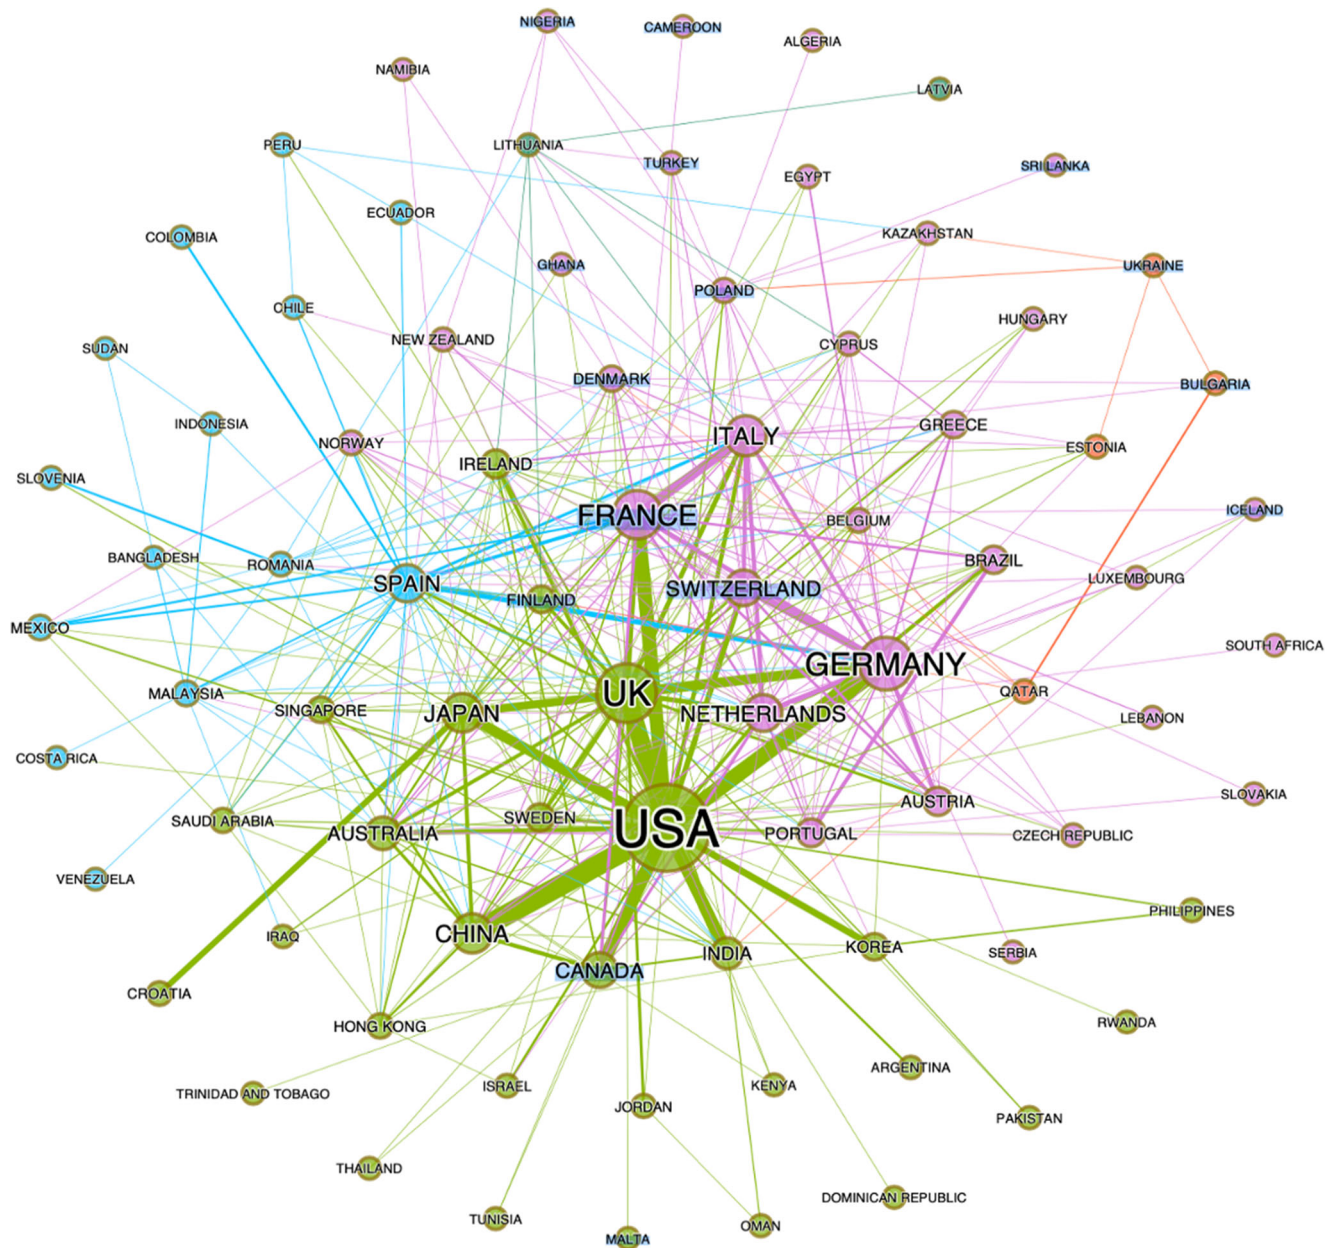 NIGERIA
CAMEROON
ALGERIA
NAMIBIA
LATVIA
PERU
LITHUANIA
TURKEY
EGYPT
SRI LANKA
ECUADOR
COLOMBIA
KAZAKHSTAN
GHANA
POLAND
UKRAINE
CHILE
NEW ZEALAND
CYPRUS
HUNGARY
SUDAN
DENMARK
BULGARIA
INDONESIA
NORWAY
ITALY
GREECE
ESTONIA
IRELAND
SLOVENIA
FRANCE
BELGIUM
ICELAND
BANGLADESH
ROMANIA
SPAIN
FINLAND
SWITZERLAND
BRAZIL
LUXEMBOURG
MEXICO
SOUTH AFRICA
GERMANY
MALAYSIA
SINGAPORE
JAPAN
UK
NETHERLANDS
QATAR
LEBANON
COSTA RICA
SAUDI ARABIA
AUSTRALIA
SWEDEN
USA
PORTUGAL
AUSTRIA
SLOVAKIA
CZECH REPUBLIC
VENEZUELA
IRAQ
CHINA
CANADA
INDIA
KOREA
SERBIA
PHILIPPINES
CROATIA
HONG KONG
RWANDA
TRINIDAD AND TOBAGO
ISRAEL
JORDAN
KENYA
ARGENTINA
PAKISTAN
THAILAND
TUNISIA
MALTA
OMAN
DOMINICAN REPUBLIC